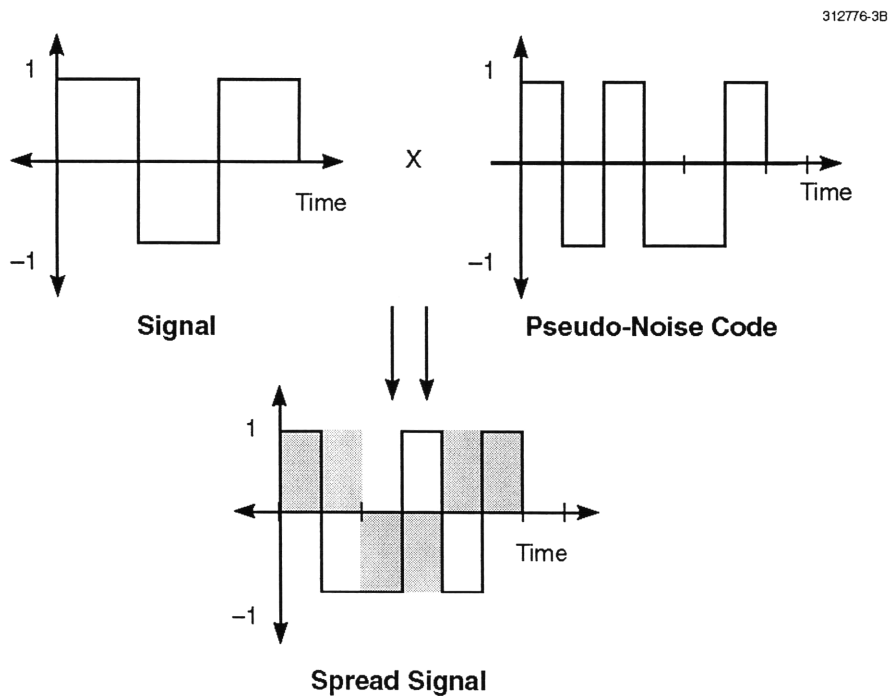 312776-3B
1
1
X
Time
Time
–1
–1
Signal
Pseudo-Noise Code
1
Time
–1
Spread Signal